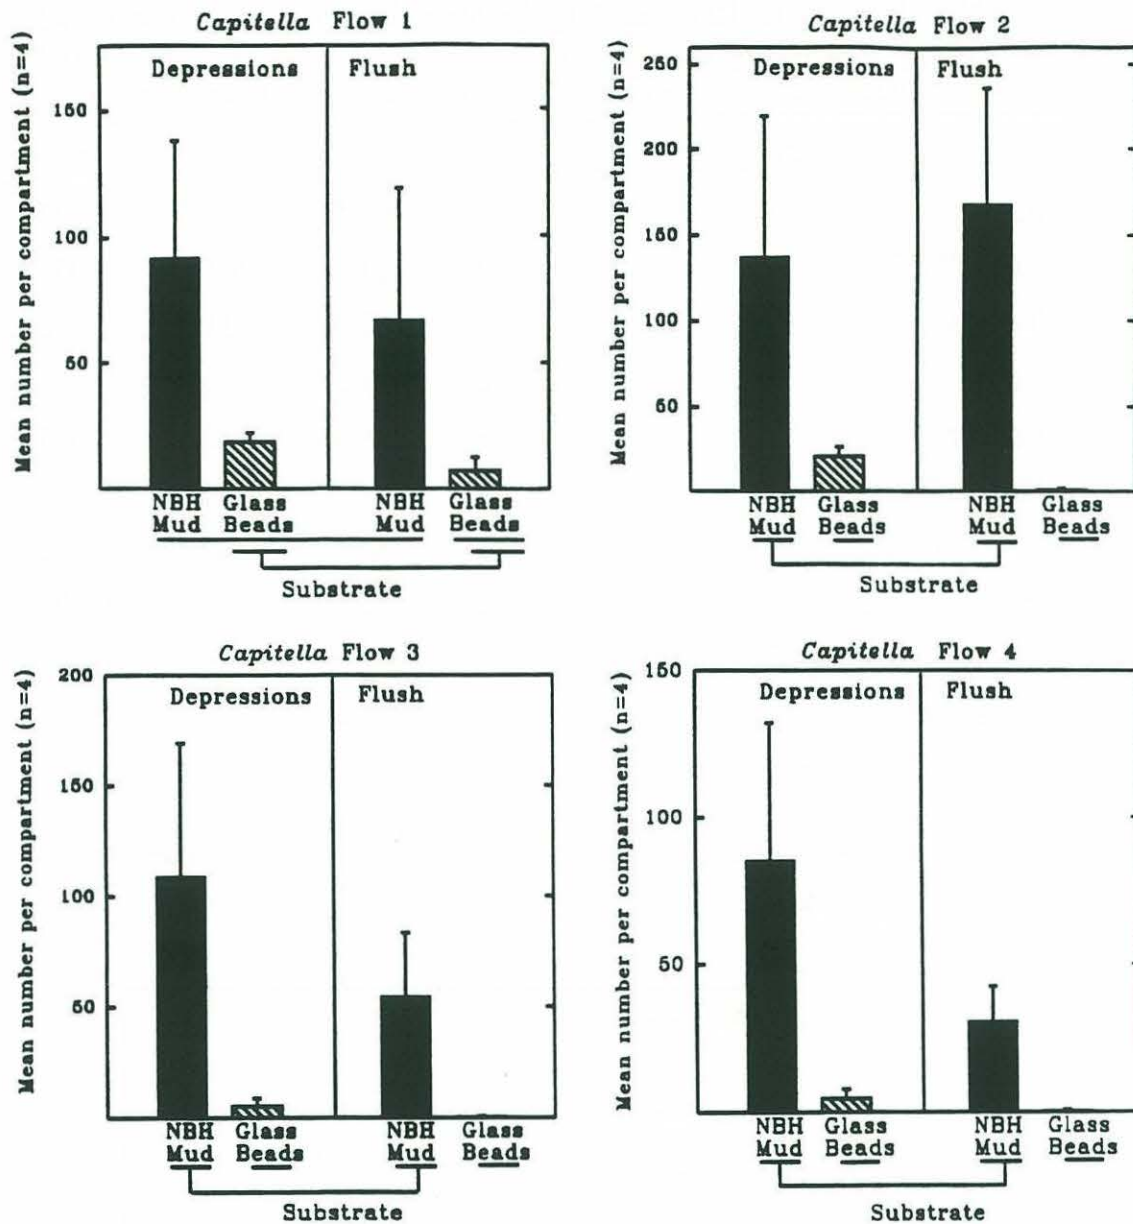 Capitella Flow 1
Mean number per compartment (n=4)
Depressions Flush
150
100
50
NBH Mud
Glass Beads
NBH Mud
Glass Beads
Substrate
Capitella Flow 2
Mean number per compartment (n=4)
Depressions Flush
250
200
150
100
50
NBH Mud
Glass Beads
NBH Mud
Glass Beads
Substrate
Capitella Flow 3
Mean number per compartment (n=4)
Depressions Flush
200
150
100
50
NBH Mud
Glass Beads
NBH Mud
Glass Beads
Substrate
Capitella Flow 4
Mean number per compartment (n=4)
Depressions Flush
150
100
50
NBH Mud
Glass Beads
NBH Mud
Glass Beads
Substrate